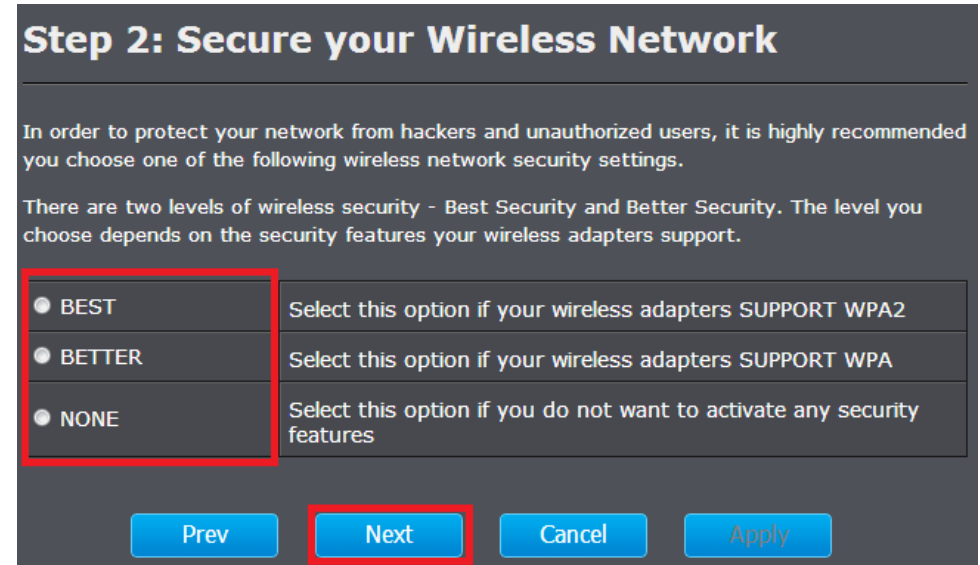 Step 2: Secure your Wireless Network
In order to protect your network from hackers and unauthorized users, it is highly recommended
you choose one of the following wireless network security settings.
There are two levels of wireless security - Best Security and Better Security. The level you
choose depends on the security features your wireless adapters support.
BEST
Select this option if your wireless adapters SUPPORT WPA2
BETTER
Select this option if your wireless adapters SUPPORT WPA
NONE
Select this option if you do not want to activate any security
features
Prev Next Cancel Apply